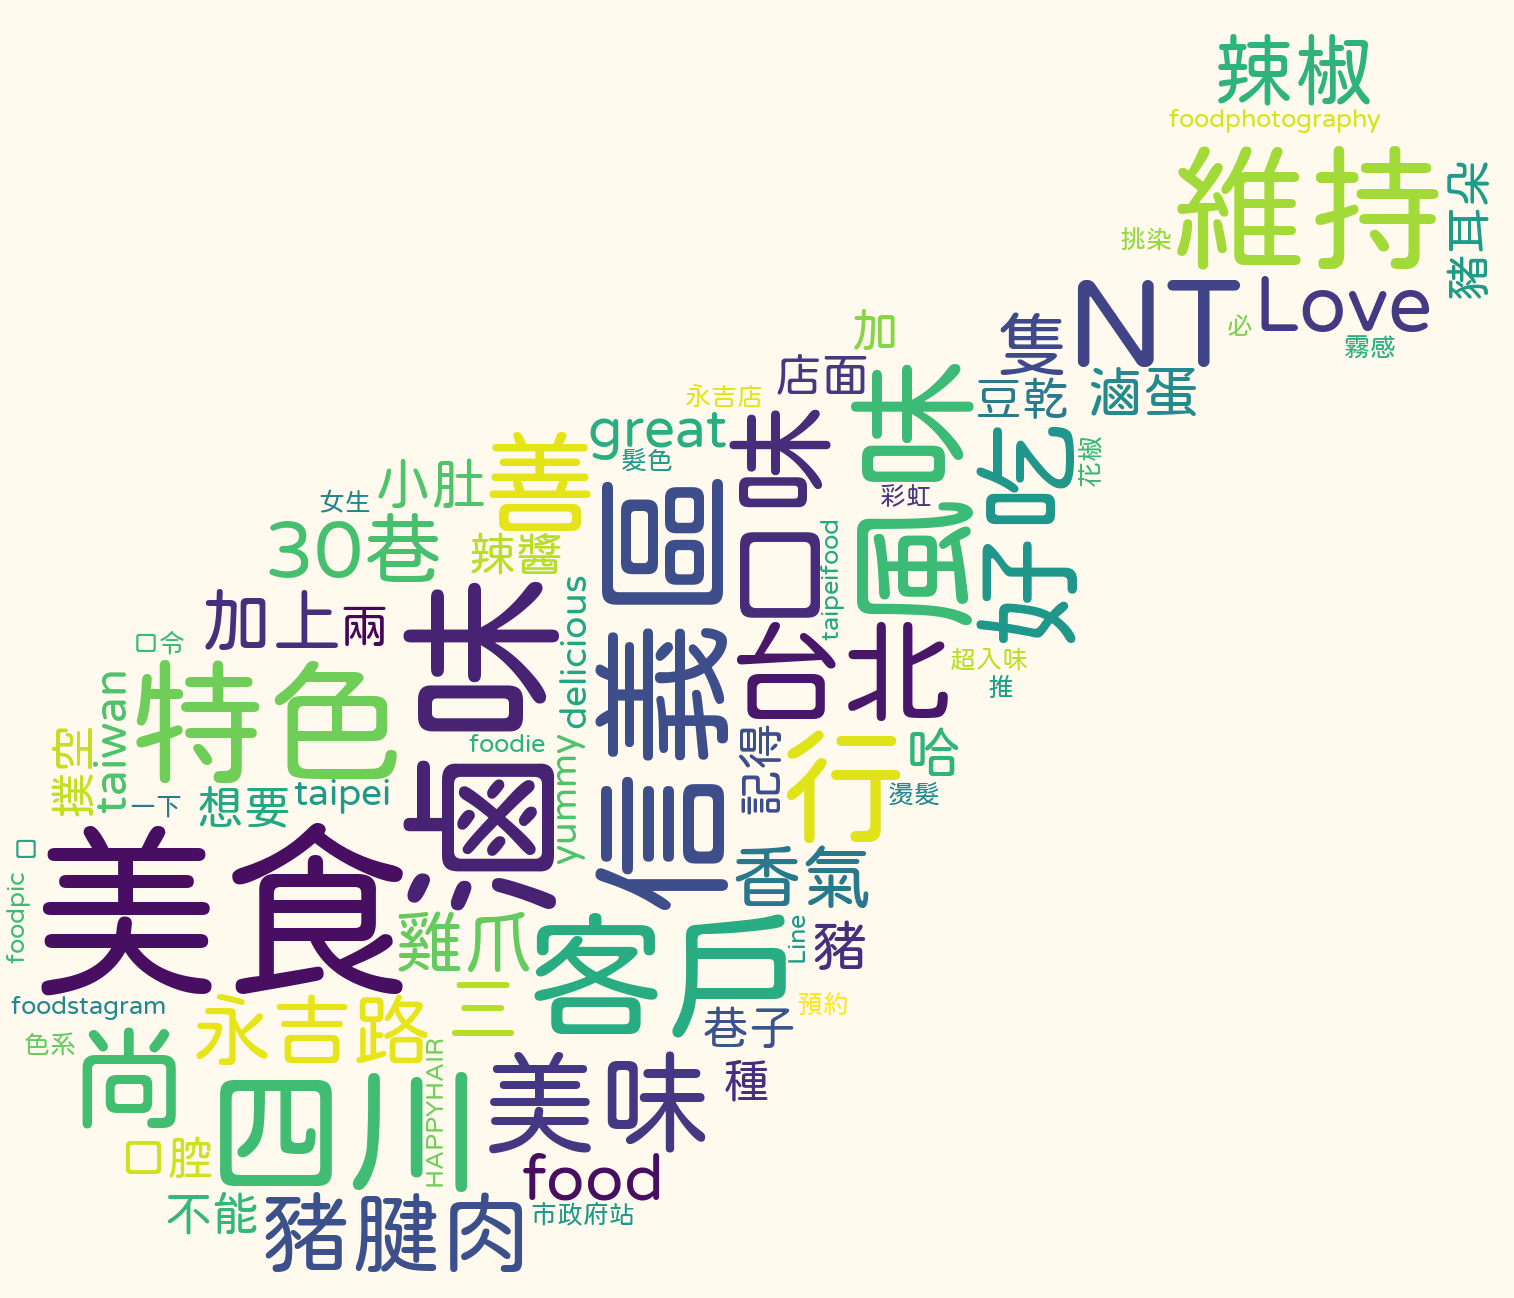 辣椒
foodphotography
維持
豬耳朵
挑染
NT
必
Love
霧感
加
隻
店面
豆乾
滷蛋
永吉店
great
髮色
口味
風味
好吃
花椒
彩虹
小肚
善
女生
30巷
辣醬
信義區
taipeifood
加上
兩
滷味
delicious
台北
口令
特色
超入味
推
taiwan
撲空
foodie
yummy
記得
行
哈
一下
想要
taipei
燙髮
美食
口
foodpic
香氣
雞爪
客戶
Line
豬
foodstagram
永吉路
三
巷子
預約
色系
尚
四川
HAPPYHAIR
美味
種
口腔
food
不能
豬腱肉
市政府站